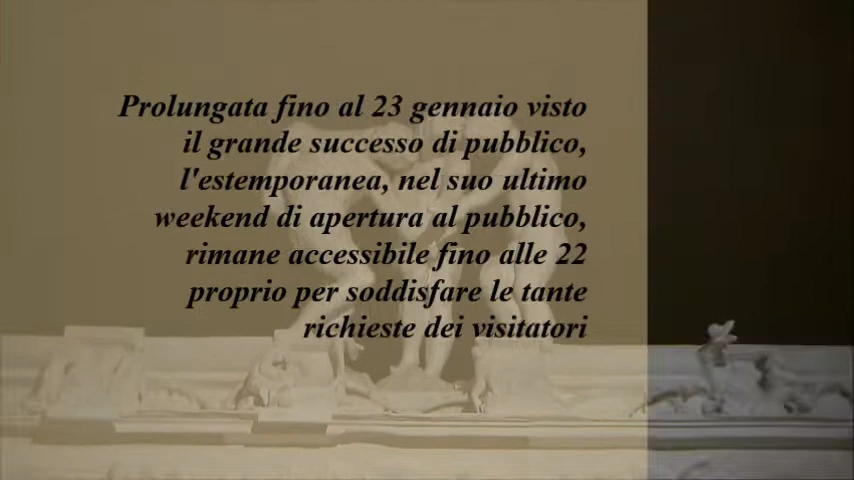 Prolungata fino al 23 gennaio visto
il grande successo di pubblico,
l'estemporanea, nel suo ultimo
weekend di apertura al pubblico,
rimane accessibile fino alle 22
proprio per soddisfare le tante
richieste dei visitatori